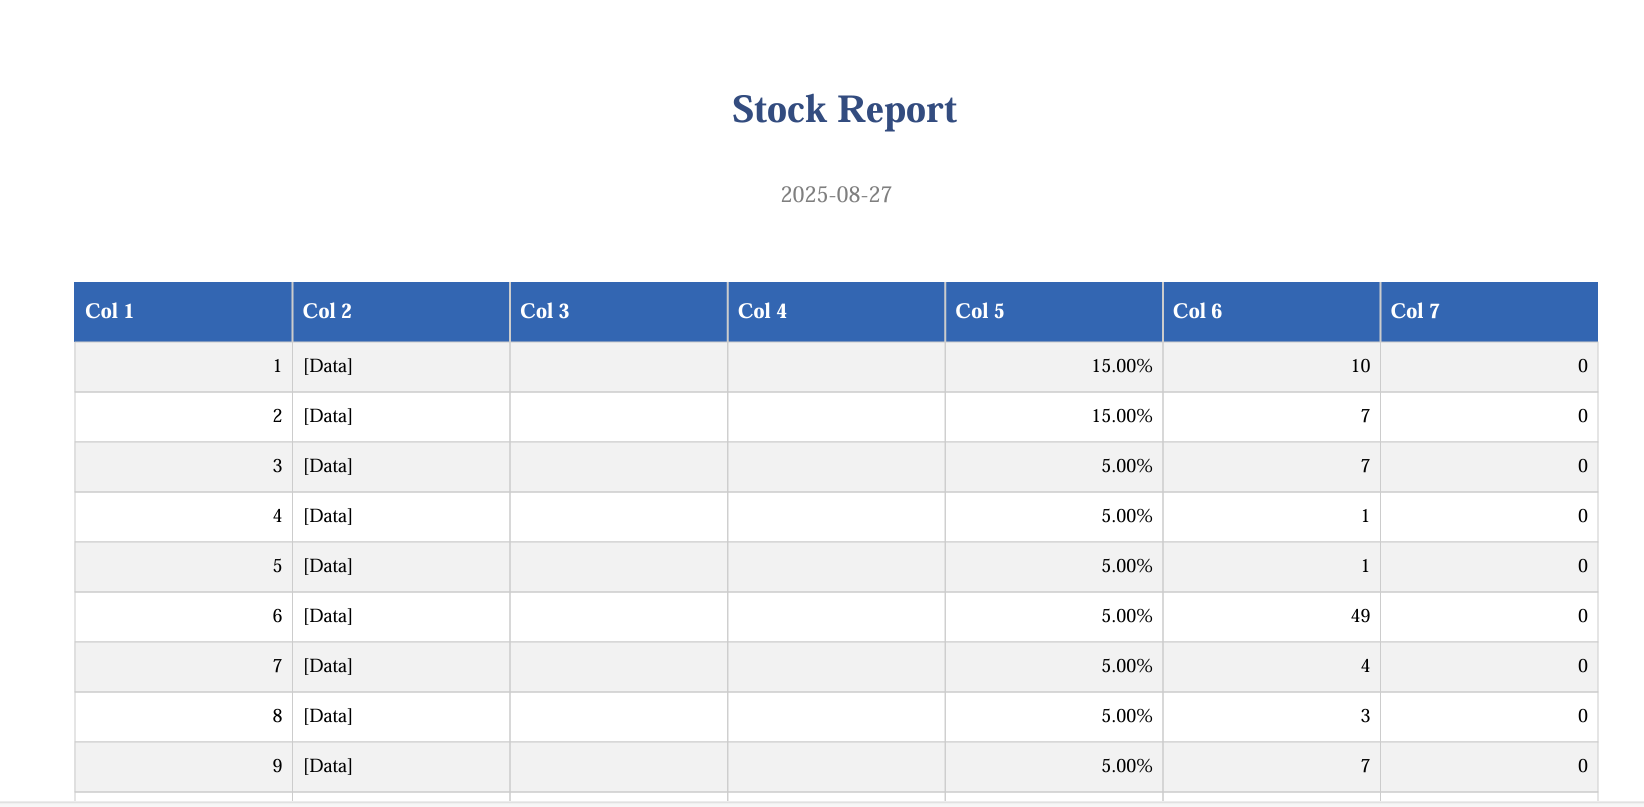 Stock Report
2025-08-27
Col 1 Col 2 Col 3 Col 4 Col 5 Col 6 Col 7
1 [Data] 15.00% 10 0
2 [Data] 15.00% 7 0
3 [Data] 5.00% 7 0
4 [Data] 5.00% 1 0
5 [Data] 5.00% 1 0
6 [Data] 5.00% 49 0
7 [Data] 5.00% 4 0
8 [Data] 5.00% 3 0
9 [Data] 5.00% 7 0